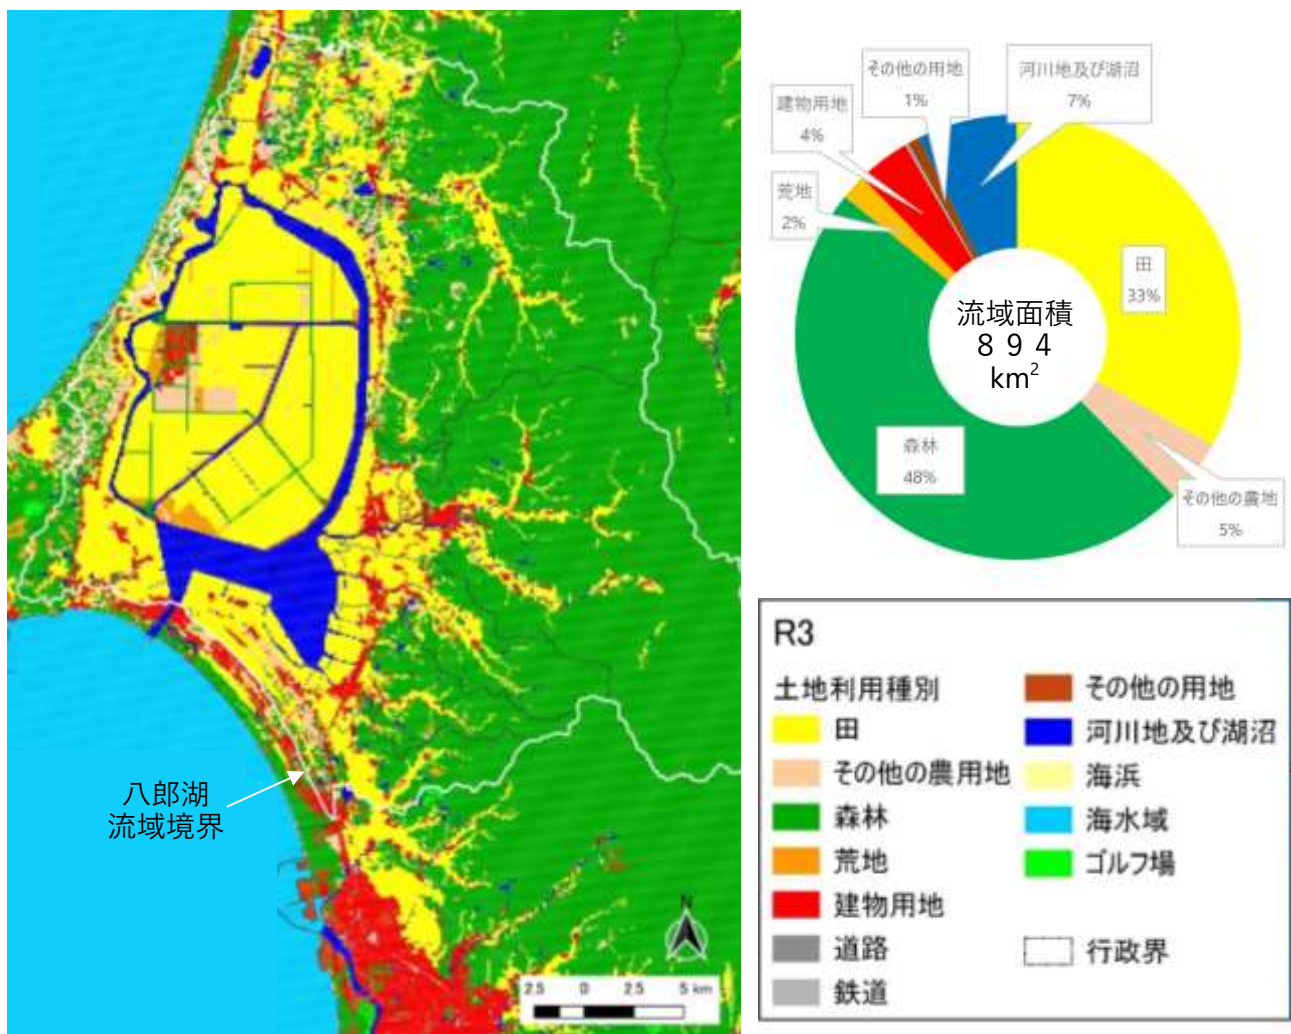 八郎湖
流域境界
N
2.5 0 2.5 5 km
その他の用地
1%
河川地及び湖沼
7%
建物用地
4%
荒地
2%
田
33%
流域面積
８９４
km²
森林
48%
その他の農地
5%
R3
土地利用種別
田
その他の農用地
森林
荒地
建物用地
道路
鉄道
その他の用地
河川地及び湖沼
海浜
海水域
ゴルフ場
行政界